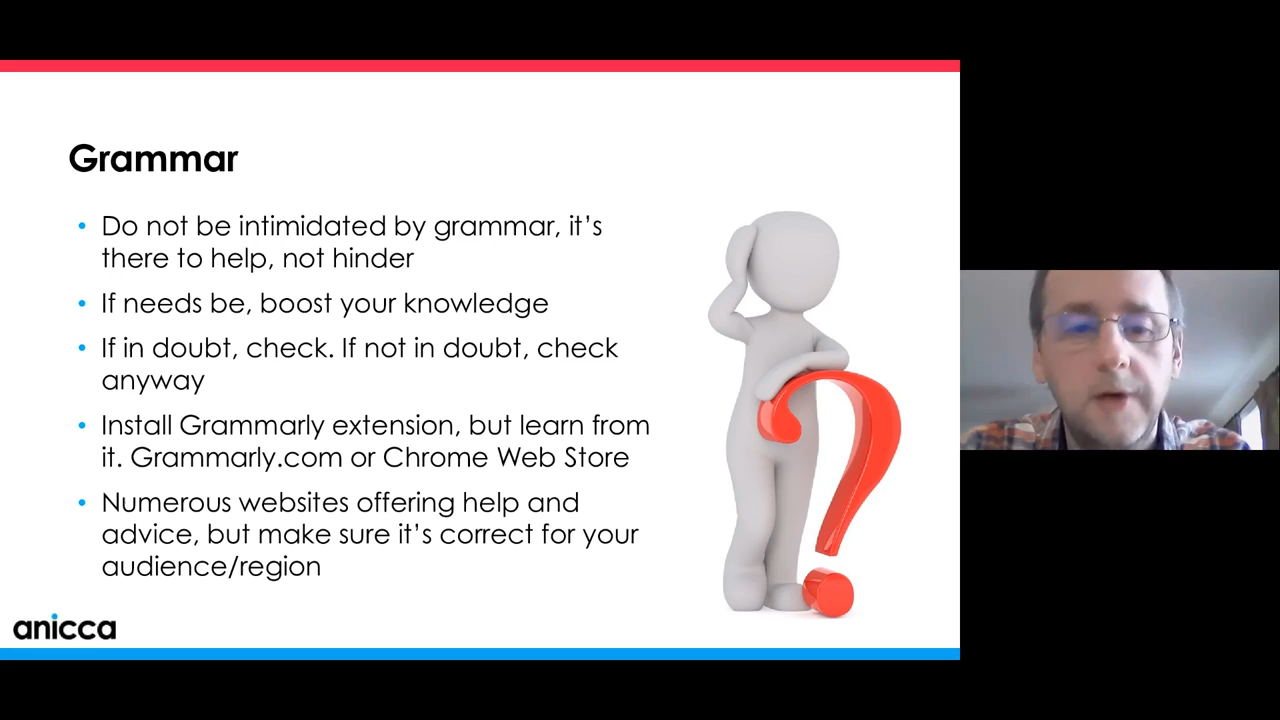 Grammar
• Do not be intimidated by grammar, it's
there to help, not hinder
• If needs be, boost your knowledge
• If in doubt, check. If not in doubt, check
anyway
• Install Grammarly extension, but learn from
it. Grammarly.com or Chrome Web Store
• Numerous websites offering help and
advice, but make sure it's correct for your
audience/region
anicca